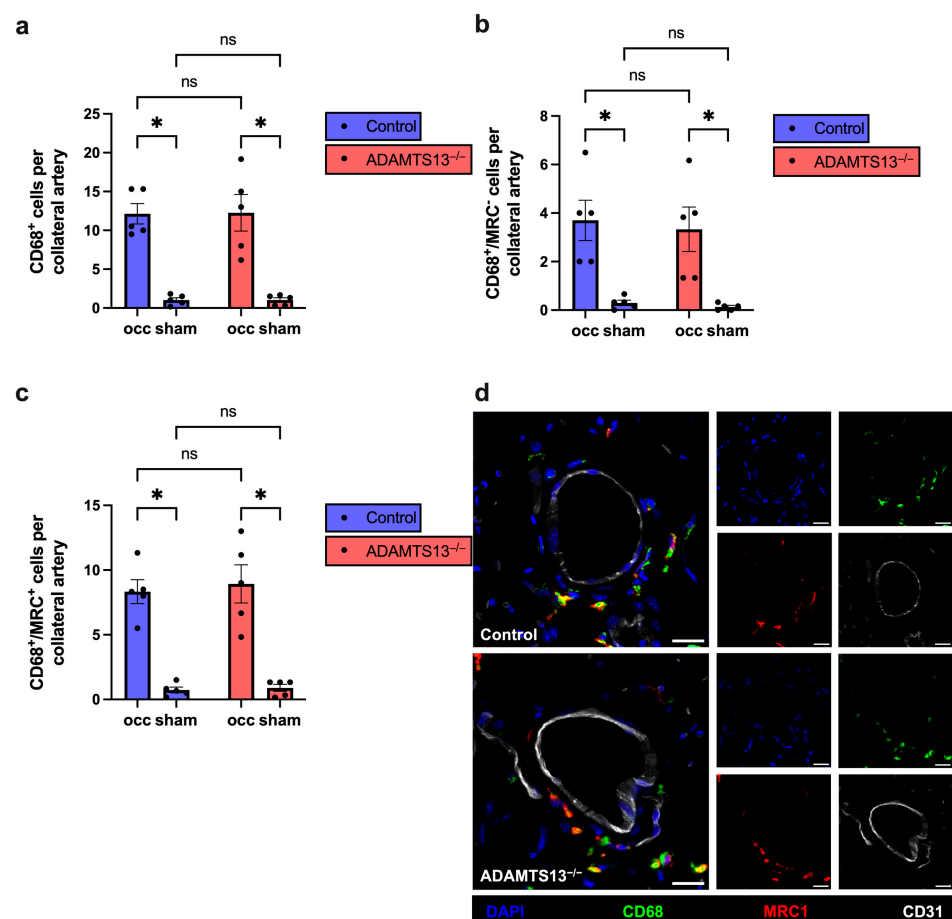 a
ns
ns
* *
25
20
15
10
5
0
CD68⁺ cells per
collateral artery
occ sham occ sham
Control
ADAMTS13⁻/⁻
b
ns
ns
* *
8
6
4
2
0
CD68⁺/MRC⁻ cells per
collateral artery
occ sham occ sham
Control
ADAMTS13⁻/⁻
c
ns
ns
* *
15
10
5
0
CD68⁺/MRC⁺ cells per
collateral artery
occ sham occ sham
Control
ADAMTS13⁻/⁻
d
Control
ADAMTS13⁻/⁻
DAPI CD68 MRC1 CD31